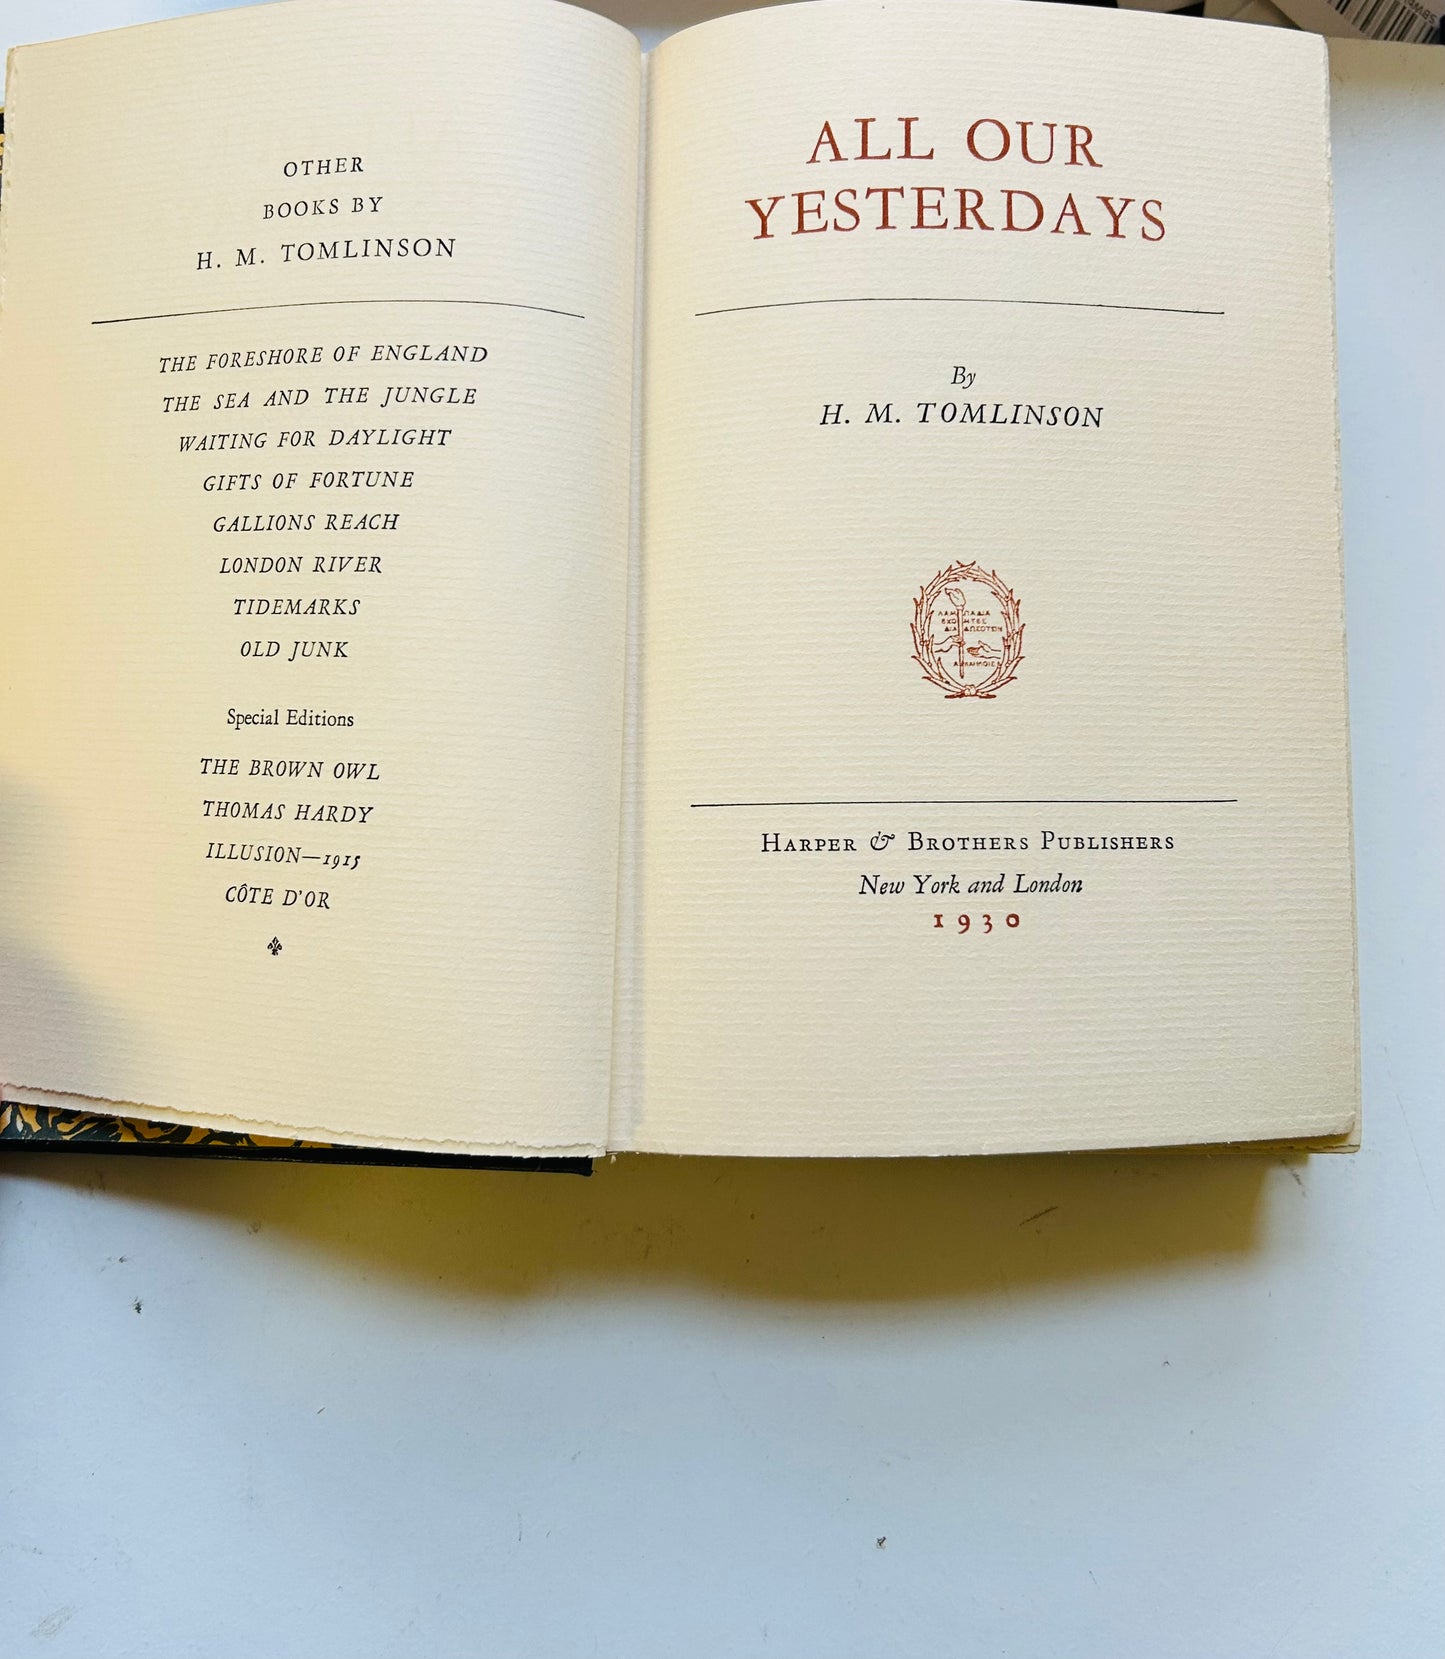 OTHER
BOOKS BY
H. M. TOMLINSON
THE FORESHORE OF ENGLAND
THE SEA AND THE JUNGLE
WAITING FOR DAYLIGHT
GIFTS OF FORTUNE
GALLIONS REACH
LONDON RIVER
TIDEMARKS
OLD JUNK
Special Editions
THE BROWN OWL
THOMAS HARDY
ILLUSION—1915
CÔTE D'OR
ALL OUR
YESTERDAYS
By
H. M. TOMLINSON
ΛΑΜΠΑΔΙΑ
ΕΧΟΝΤΕΣ
HARPER & BROTHERS PUBLISHERS
New York and London
1930